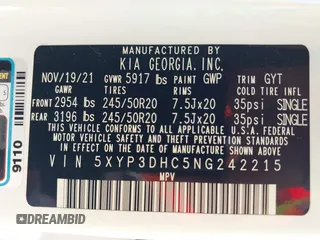 MANUFACTURED BY
KIA GEORGIA, INC.
NOV/19/21 GVWR 5917 lbs PAINT GWP TRIM GYT
GAWR TIRES RIMS COLD TIRE INFL
FRONT 2954 lbs 245/50R20 7.5Jx20 35psi SINGLE
REAR 3196 lbs 245/50R20 7.5Jx20 35psi SINGLE
THIS VEHICLE CONFORMS TO ALL APPLICABLE U.S.A. FEDERAL
MOTOR VEHICLE SAFETY, BUMPER, AND THEFT PREVENTION STANDARDS
IN EFFECT ON THE DATE OF MANUFACTURE SHOWN ABOVE.
VIN 5XYP3DHC5NG242215
MPV
9110
DREAMBID